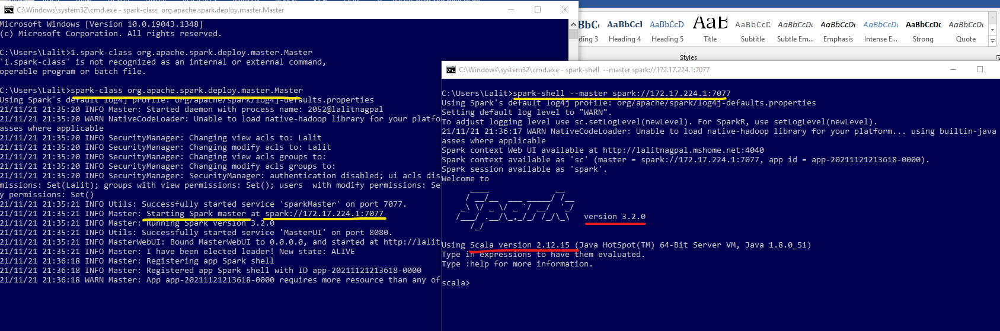 C:\Windows\system32\cmd.exe - spark-class org.apache.spark.deploy.master.Master
Microsoft Windows [Version 10.0.19043.1348]
(c) Microsoft Corporation. All rights reserved.
C:\Users\Lalit>1.spark-class org.apache.spark.deploy.master.Master
'1.spark-class' is not recognized as an internal or external command,
operable program or batch file.
C:\Users\Lalit>spark-class org.apache.spark.deploy.master.Master
Using Spark's default log4j profile: org/apache/spark/log4j-defaults.properties
21/11/21 21:35:20 INFO Master: Started daemon with process name: 2052@lalitnagpal
21/11/21 21:35:20 WARN NativeCodeLoader: Unable to load native-hadoop library for your platfo
asses where applicable
21/11/21 21:35:20 INFO SecurityManager: Changing view acls to: Lalit
21/11/21 21:35:20 INFO SecurityManager: Changing modify acls to: Lalit
21/11/21 21:35:20 INFO SecurityManager: Changing view acls groups to:
21/11/21 21:35:20 INFO SecurityManager: Changing modify acls groups to:
21/11/21 21:35:20 INFO SecurityManager: SecurityManager: authentication disabled; ui acls dis
missions: Set(Lalit); groups with view permissions: Set(); users  with modify permissions: Se
y permissions: Set()
21/11/21 21:35:21 INFO Utils: Successfully started service 'sparkMaster' on port 7077.
21/11/21 21:35:21 INFO Master: Starting Spark master at spark://172.17.224.1:7077
21/11/21 21:35:21 INFO Master: Running Spark version 3.2.0
21/11/21 21:35:21 INFO Utils: Successfully started service 'MasterUI' on port 8080.
21/11/21 21:35:21 INFO MasterWebUI: Bound MasterWebUI to 0.0.0.0, and started at http://lalit
21/11/21 21:35:21 INFO Master: I have been elected leader! New state: ALIVE
21/11/21 21:36:18 INFO Master: Registering app Spark shell
21/11/21 21:36:18 INFO Master: Registered app Spark shell with ID app-20211121213618-0000
21/11/21 21:36:18 WARN Master: App app-20211121213618-0000 requires more resource than any of
bBbCc AaBbCcI AaBbCcD AaB AaBbCcD AaBbCcDc AaBbCcDc AaBbCcDc AaBbCcDc AaBbCcDc
ding 3 Heading 4 Heading 5 Title Subtitle Subtle Em... Emphasis Intense E... Strong Quote
Styles
C:\Windows\system32\cmd.exe - spark-shell --master spark://172.17.224.1:7077
C:\Users\Lalit>spark-shell --master spark://172.17.224.1:7077
Using Spark's default log4j profile: org/apache/spark/log4j-defaults.properties
Setting default log level to "WARN".
To adjust logging level use sc.setLogLevel(newLevel). For SparkR, use setLogLevel(newLevel).
21/11/21 21:36:17 WARN NativeCodeLoader: Unable to load native-hadoop library for your platform... using builtin-java
asses where applicable
Spark context Web UI available at http://lalitnagpal.mshome.net:4040
Spark context available as 'sc' (master = spark://172.17.224.1:7077, app id = app-20211121213618-0000).
Spark session available as 'spark'.
Welcome to
Spark version 3.2.0
Using Scala version 2.12.15 (Java HotSpot(TM) 64-Bit Server VM, Java 1.8.0_51)
Type in expressions to have them evaluated.
Type :help for more information.
scala>